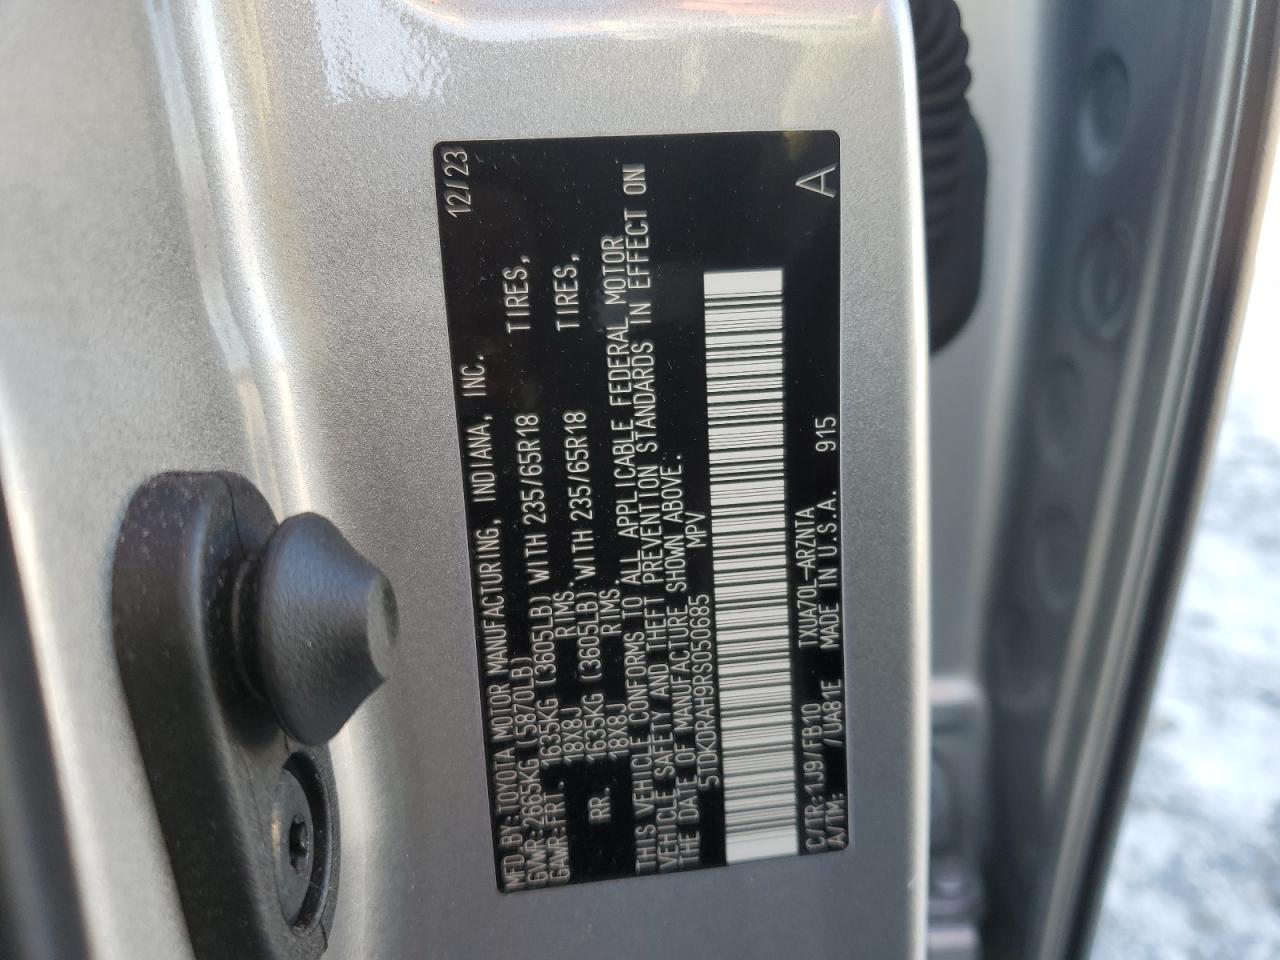 MFD BY: TOYOTA MOTOR MANUFACTURING, INDIANA, INC. 12/23
GVWR: 2665KG (5870LB)
GAWR: FRT. 1635KG (3605LB) WITH 235/65R18 TIRES,
18X8J RIMS.
RR. 1635KG (3605LB) WITH 235/65R18 TIRES,
18X8J RIMS.
THIS VEHICLE CONFORMS TO ALL APPLICABLE FEDERAL MOTOR
VEHICLE SAFETY AND THEFT PREVENTION STANDARDS IN EFFECT ON
THE DATE OF MANUFACTURE SHOWN ABOVE.
5TDKDRAH9RS050685 MPV
C/TR: 1J9/FB10 TXUA70L-ARZNTA A
A/TM: /UA81E MADE IN U.S.A. 915